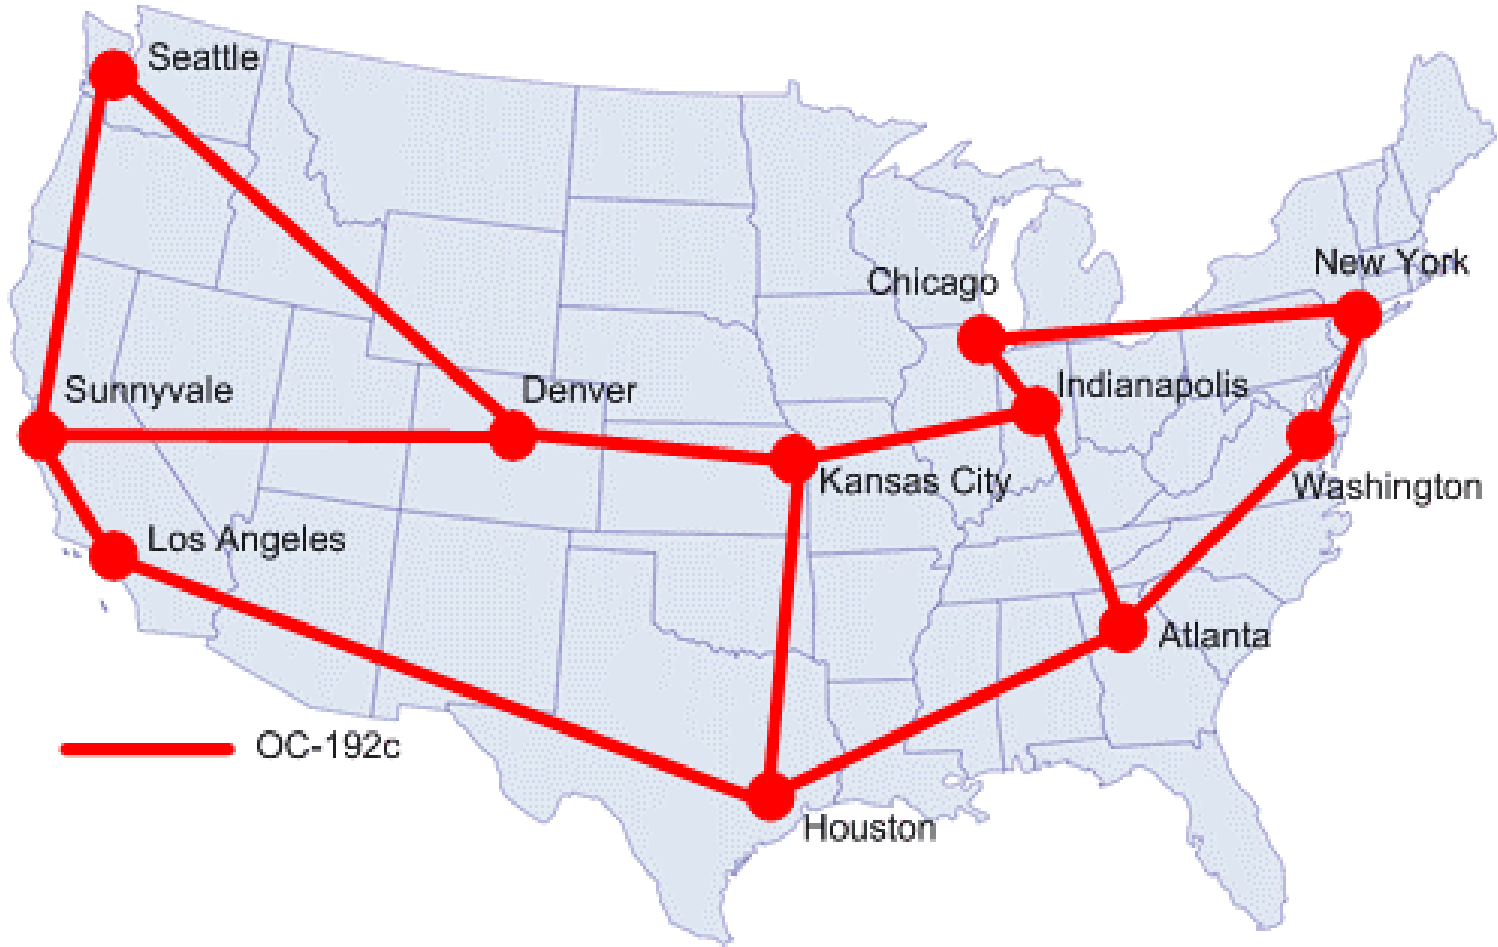 Seattle
New York
Chicago
Sunnyvale
Denver
Indianapolis
Kansas City
Washington
Los Angeles
Atlanta
OC-192c
Houston